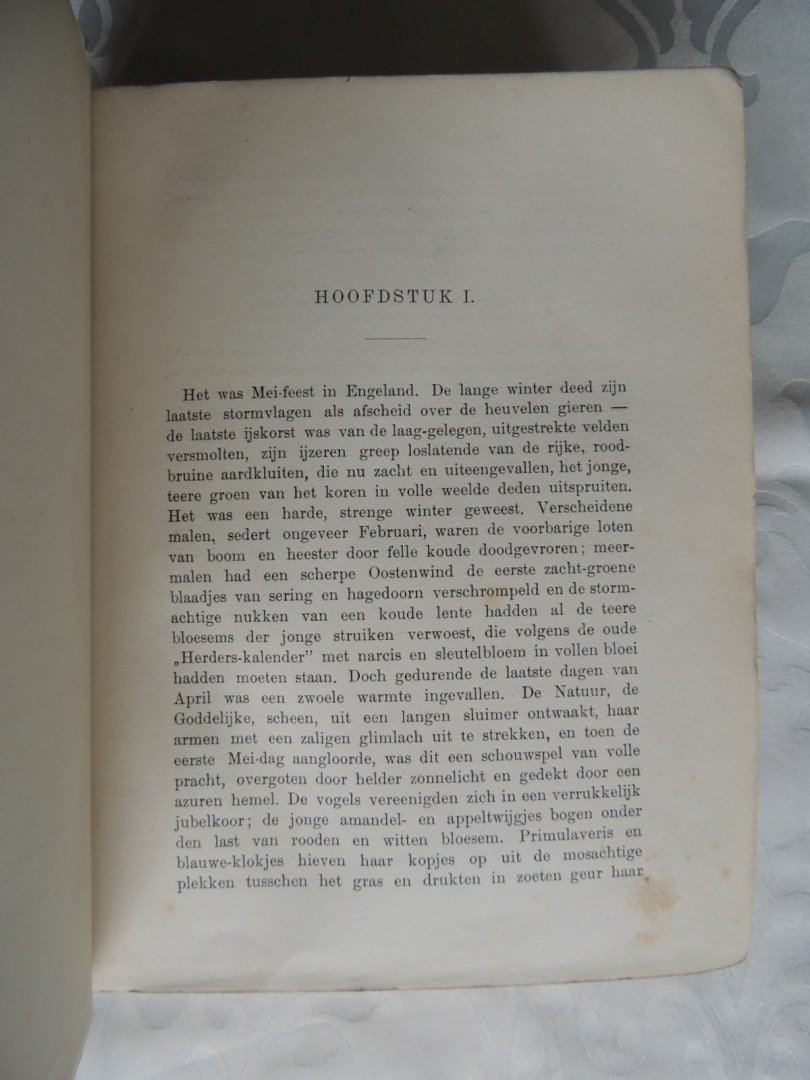 HOOFDSTUK I.
Het was Mei-feest in Engeland. De lange winter deed zijn
laatste stormvlagen als afscheid over de heuvelen gieren —
de laatste ijskorst was van de laag-gelegen, uitgestrekte velden
versmolten, zijn ijzeren greep loslatende van de rijke, rood-
bruine aardkluiten, die nu zacht en uiteengevallen, het jonge,
teere groen van het koren in volle weelde deden uitspruiten.
Het was een harde, strenge winter geweest. Verscheidene
malen, sedert ongeveer Februari, waren de voorbarige loten
van boom en heester door felle koude doodgevroren; meer-
malen had een scherpe Oostenwind de eerste zacht-groene
blaadjes van sering en hagedoorn verschrompeld en de storm-
achtige nukken van een koude lente hadden al de teere
bloesems der jonge struiken verwoest, die volgens de oude
„Herders-kalender” met narcis en sleutelbloem in vollen bloei
hadden moeten staan. Doch gedurende de laatste dagen van
April was een zwoele warmte ingevallen. De Natuur, de
Goddelijke, scheen, uit een langen sluimer ontwaakt, haar
armen met een zaligen glimlach uit te strekken, en toen de
eerste Mei-dag aangloorde, was dit een schouwspel van volle
pracht, overgoten door helder zonnelicht en gedekt door een
azuren hemel. De vogels vereenigden zich in een verrukkelijk
jubelkoor; de jonge amandel- en appeltwijgjes bogen onder
den last van rooden en witten bloesem. Primulaveris en
blauwe-klokjes hieven haar kopjes op uit de mosachtige
plekken tusschen het gras en drukten in zoeten geur haar